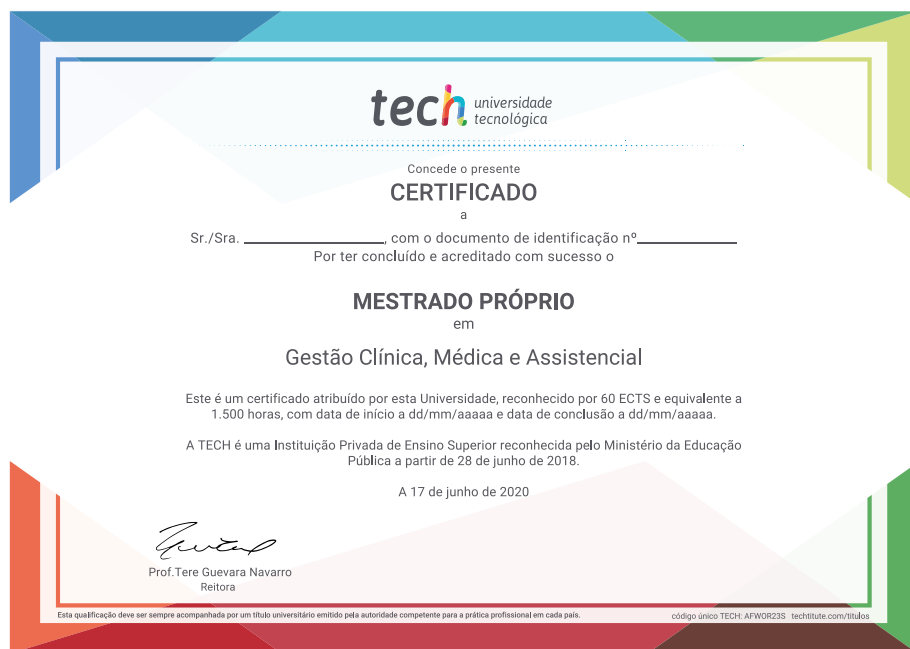 tech universidade
tecnológica
Concede o presente
CERTIFICADO
a
Sr./Sra. ____________, com o documento de identificação nº____________
Por ter concluído e acreditado com sucesso o
MESTRADO PRÓPRIO
em
Gestão Clínica, Médica e Assistencial
Este é um certificado atribuído por esta Universidade, reconhecido por 60 ECTS e equivalente a
1.500 horas, com data de início a dd/mm/aaaaa e data de conclusão a dd/mm/aaaaa.
A TECH é uma Instituição Privada de Ensino Superior reconhecida pelo Ministério da Educação
Pública a partir de 28 de junho de 2018.
A 17 de junho de 2020
Prof.Tere Guevara Navarro
Reitora
Esta qualificação deve ser sempre acompanhada por um título universitário emitido pela autoridade competente para a prática profissional em cada país.
código único TECH: AFWOR23S techtitute.com/titulos